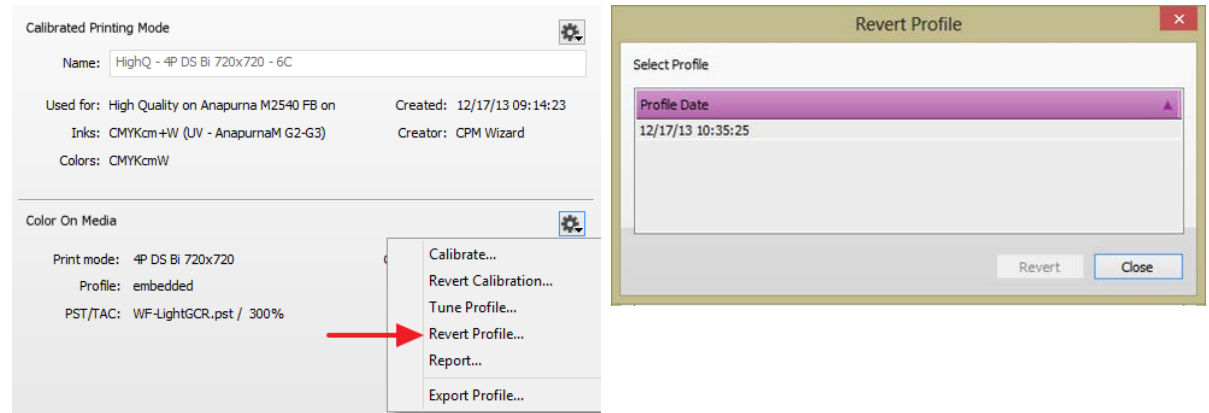 Calibrated Printing Mode
Name: HighQ - 4P DS Bi 720x720 - 6C
Used for: High Quality on Anapurna M2540 FB on Created: 12/17/13 09:14:23
Inks: CMYKcm+W (UV - AnapurnaM G2-G3) Creator: CPM Wizard
Colors: CMYKcmW
Color On Media
Print mode: 4P DS Bi 720x720
Profile: embedded
PST/TAC: WF-LightGCR.pst / 300%
Calibrate...
Revert Calibration...
Tune Profile...
Revert Profile...
Report...
Export Profile...
Revert Profile
Select Profile
Profile Date
12/17/13 10:35:25
Revert Close